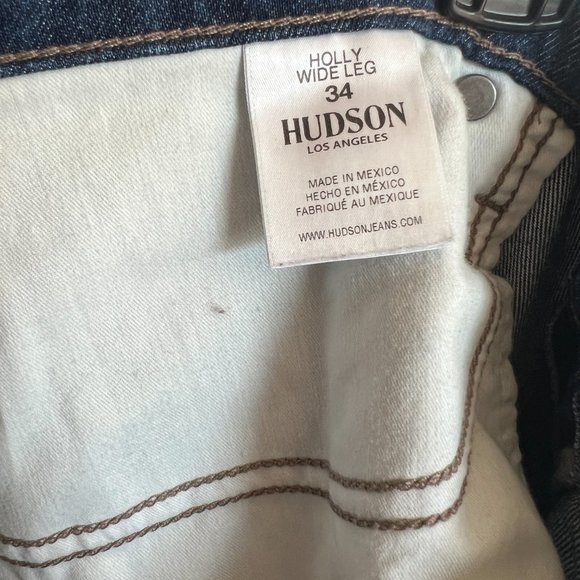 HOLLY
WIDE LEG
34
HUDSON
LOS ANGELES
MADE IN MEXICO
HECHO EN MÉXICO
FABRIQUÉ AU MEXIQUE
WWW.HUDSONJEANS.COM